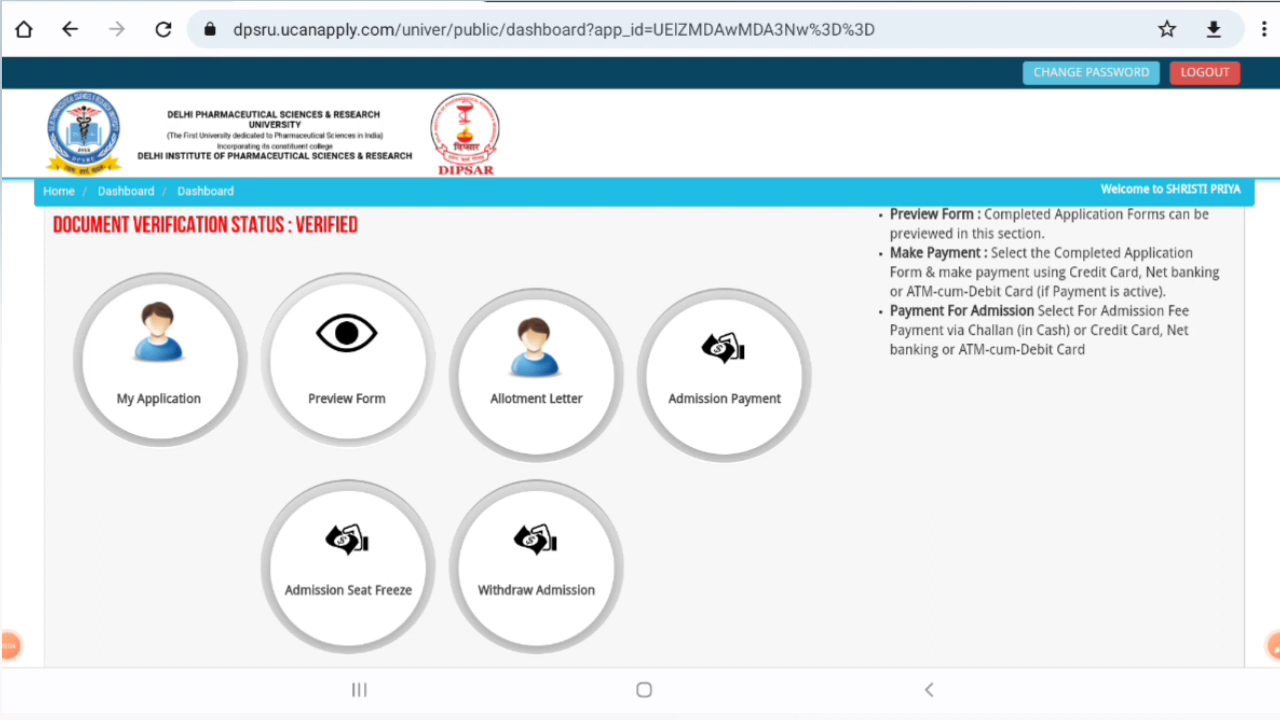 dpsru.ucanapply.com/univer/public/dashboard?app_id=UElZMDAwMDA3Nw%3D%3D
CHANGE PASSWORD
LOGOUT
DELHI PHARMACEUTICAL SCIENCES & RESEARCH
UNIVERSITY
(The First University dedicated to Pharmaceutical Sciences in India)
Incorporating its constituent college
DELHI INSTITUTE OF PHARMACEUTICAL SCIENCES & RESEARCH
दिपसार
DIPSAR
Home / Dashboard / Dashboard
Welcome to SHRISTI PRIYA
DOCUMENT VERIFICATION STATUS : VERIFIED
My Application
Preview Form
Allotment Letter
Admission Payment
Admission Seat Freeze
Withdraw Admission
• Preview Form : Completed Application Forms can be
previewed in this section.
• Make Payment : Select the Completed Application
Form & make payment using Credit Card, Net banking
or ATM-cum-Debit Card (if Payment is active).
• Payment For Admission Select For Admission Fee
Payment via Challan (in Cash) or Credit Card, Net
banking or ATM-cum-Debit Card